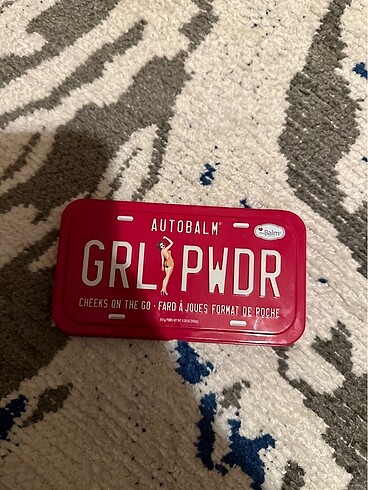 AUTOBALM®
theBalm®
GRL PWDR
CHEEKS ON THE GO • FARD À JOUES FORMAT DE POCHE